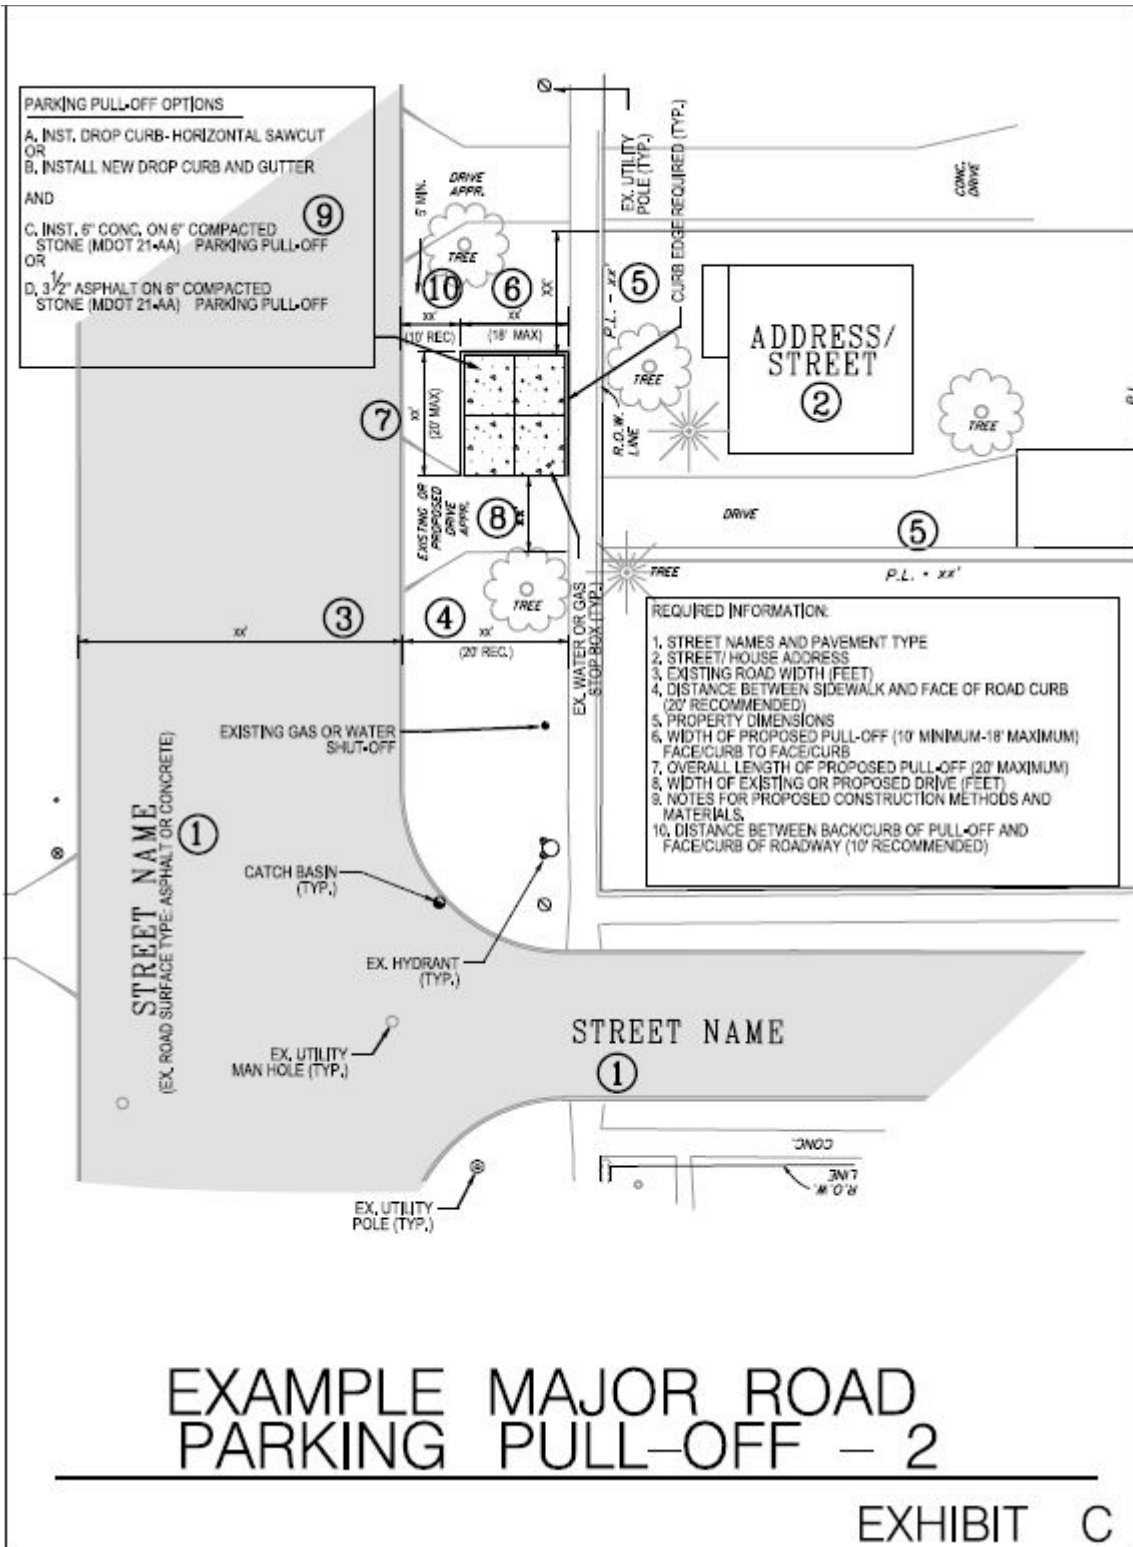 PARKING PULL-OFF OPTIONS
A. INST. DROP CURB- HORIZONTAL SAWCUT
OR
B. INSTALL NEW DROP CURB AND GUTTER
AND
C. INST. 6" CONC. ON 6" COMPACTED
STONE (MDOT 21-AA) PARKING PULL-OFF
OR
D. 3 1/2" ASPHALT ON 6" COMPACTED
STONE (MDOT 21-AA) PARKING PULL-OFF
9
DRIVE
APPR.
5' MIN.
TREE
10
6
xx'
(10' REC)
xx'
(18' MAX)
xx'
EX. UTILITY
POLE (TYP.)
CURB EDGE REQUIRED (TYP.)
CONC.
DRIVE
P.L. - xx'
5
TREE
R.O.W.
LINE
ADDRESS/
STREET
2
TREE
P.L.
7
xx'
(20' MAX)
EXISTING OR
PROPOSED
DRIVE
APPR.
8
xx'
DRIVE
5
TREE
TREE
P.L. - xx'
EX. WATER OR GAS
STOP BOX (TYP.)
xx'
3
4
xx'
(20' REC.)
REQUIRED INFORMATION:
1. STREET NAMES AND PAVEMENT TYPE
2. STREET/ HOUSE ADDRESS
3. EXISTING ROAD WIDTH (FEET)
4. DISTANCE BETWEEN SIDEWALK AND FACE OF ROAD CURB
(20' RECOMMENDED)
5. PROPERTY DIMENSIONS
6. WIDTH OF PROPOSED PULL-OFF (10' MINIMUM-18' MAXIMUM)
FACE/CURB TO FACE/CURB
7. OVERALL LENGTH OF PROPOSED PULL-OFF (20' MAXIMUM)
8. WIDTH OF EXISTING OR PROPOSED DRIVE (FEET)
9. NOTES FOR PROPOSED CONSTRUCTION METHODS AND
MATERIALS.
10. DISTANCE BETWEEN BACK/CURB OF PULL-OFF AND
FACE/CURB OF ROADWAY (10' RECOMMENDED)
EXISTING GAS OR WATER
SHUT-OFF
STREET NAME
(EX. ROAD SURFACE TYPE: ASPHALT OR CONCRETE)
1
CATCH BASIN
(TYP.)
EX. HYDRANT
(TYP.)
EX. UTILITY
MAN HOLE (TYP.)
STREET NAME
1
CONC.
R.O.W.
LINE
EX. UTILITY
POLE (TYP.)
EXAMPLE MAJOR ROAD
PARKING PULL-OFF - 2
EXHIBIT C